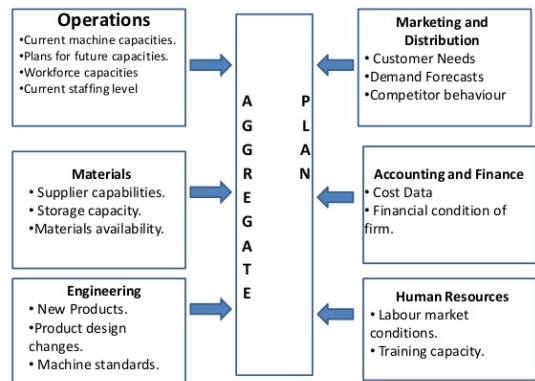 Operations
•Current machine capacities.
•Plans for future capacities.
•Workforce capacities
•Current staffing level
Materials
• Supplier capabilities.
• Storage capacity.
•Materials availability.
Engineering
• New Products.
•Product design
changes.
• Machine standards.
A
G
G
R
E
G
A
T
E
P
L
A
N
Marketing and
Distribution
• Customer Needs
•Demand Forecasts
•Competitor behaviour
Accounting and Finance
• Cost Data
• Financial condition of
firm.
Human Resources
• Labour market
conditions.
• Training capacity.